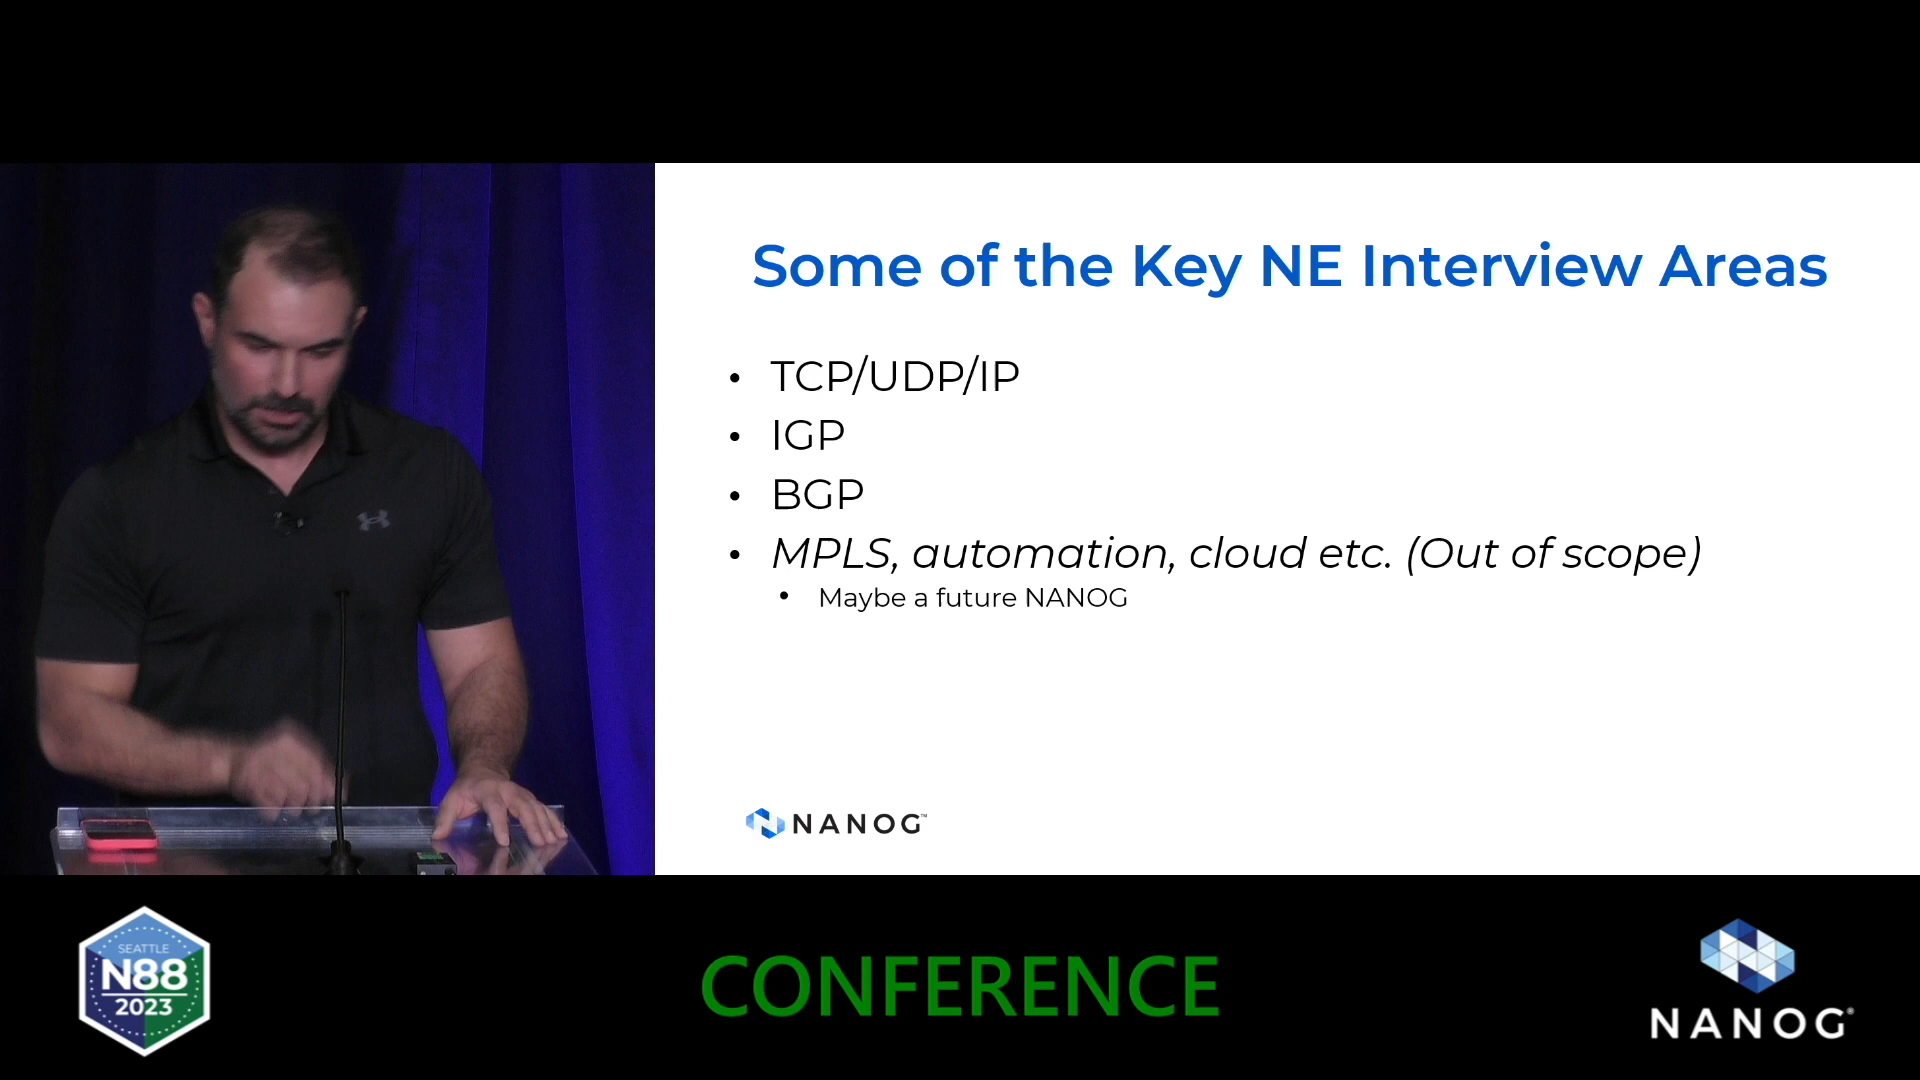 Some of the Key NE Interview Areas
• TCP/UDP/IP
• IGP
• BGP
• MPLS, automation, cloud etc. (Out of scope)
• Maybe a future NANOG
NANOG™
SEATTLE
N88
2023
CONFERENCE
NANOG®